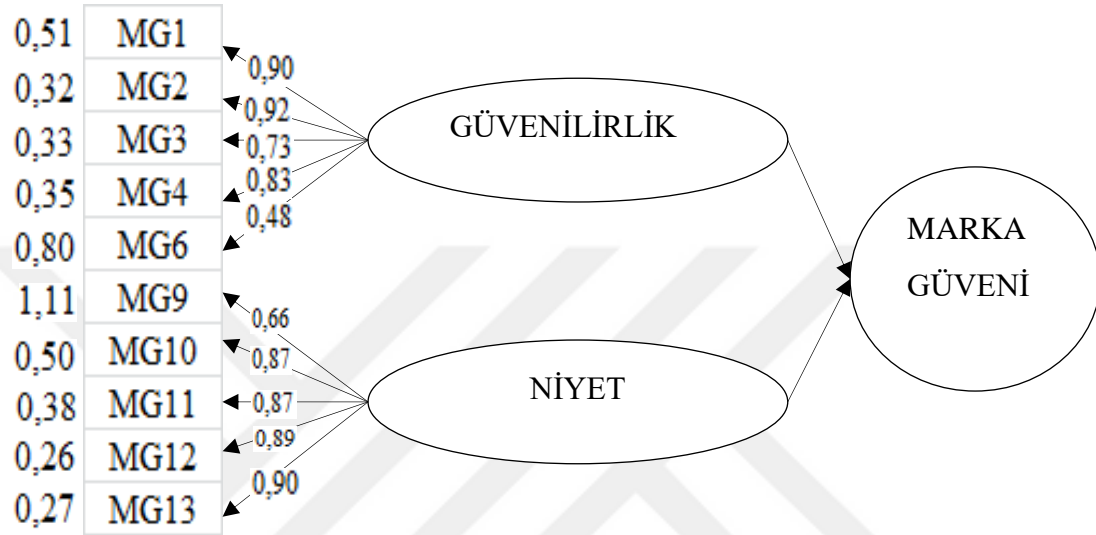 0,51 MG1
0,90
0,32 MG2
0,92
0,33 MG3
0,73
0,35 MG4
0,83
0,80 MG6
0,48
GÜVENİLİRLİK
1,11 MG9
0,66
0,50 MG10
0,87
0,38 MG11
0,87
0,26 MG12
0,89
0,27 MG13
0,90
NİYET
MARKA
GÜVENİ